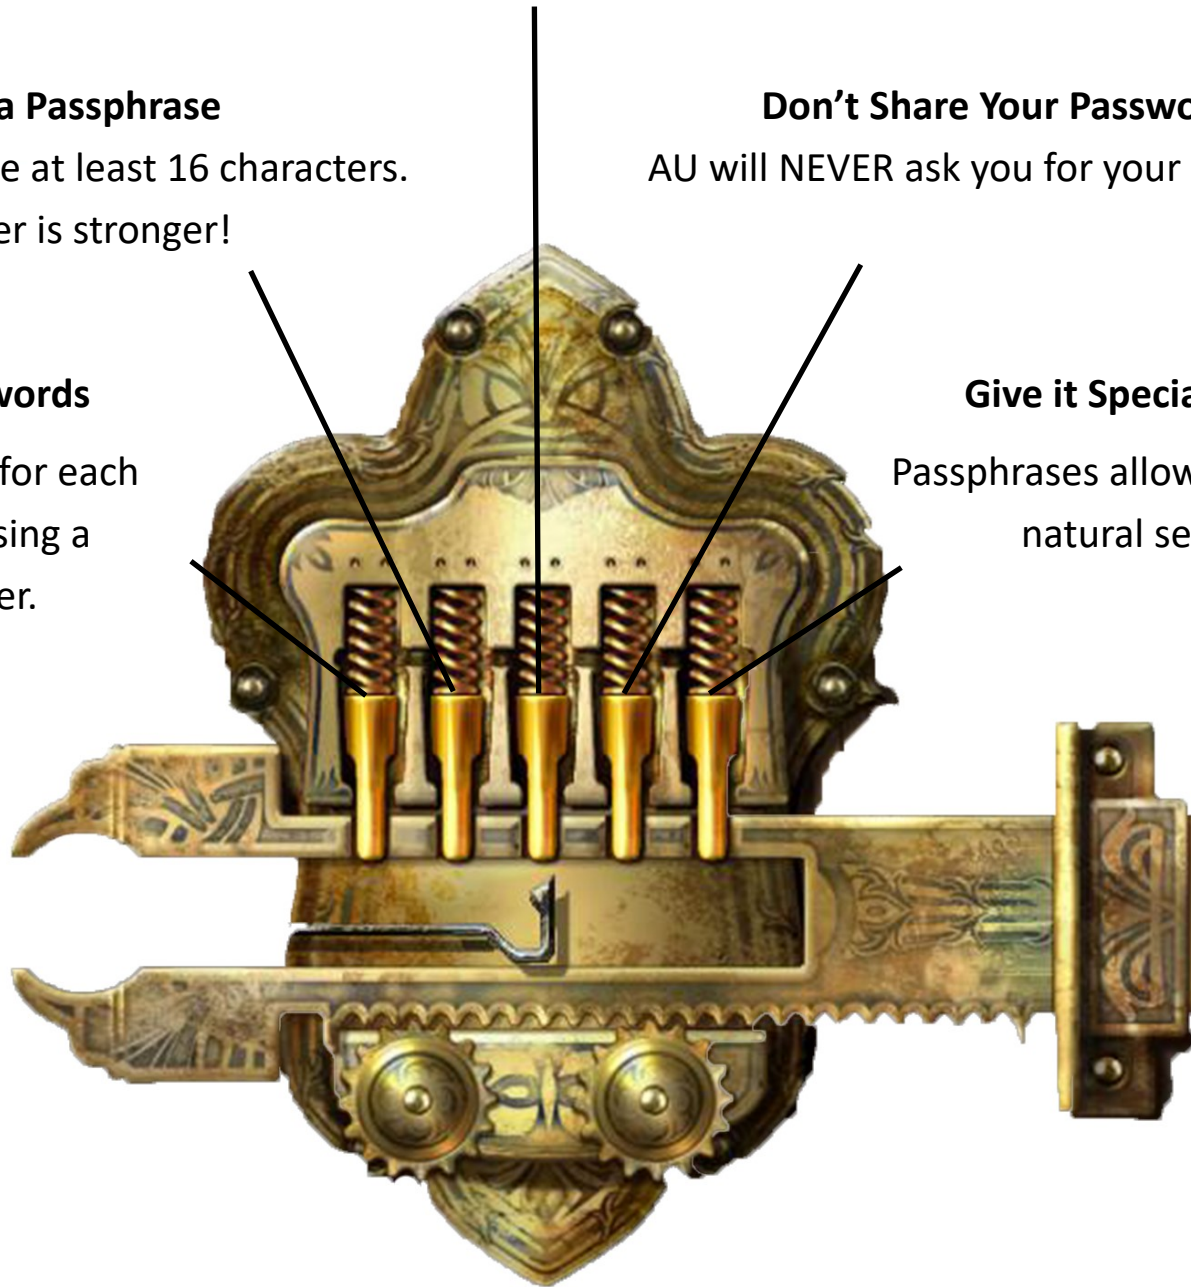 a Passphrase
e at least 16 characters.
er is stronger!
Don’t Share Your Passwo
AU will NEVER ask you for your
words
for each
sing a
er.
Give it Specia
Passphrases allow
natural se